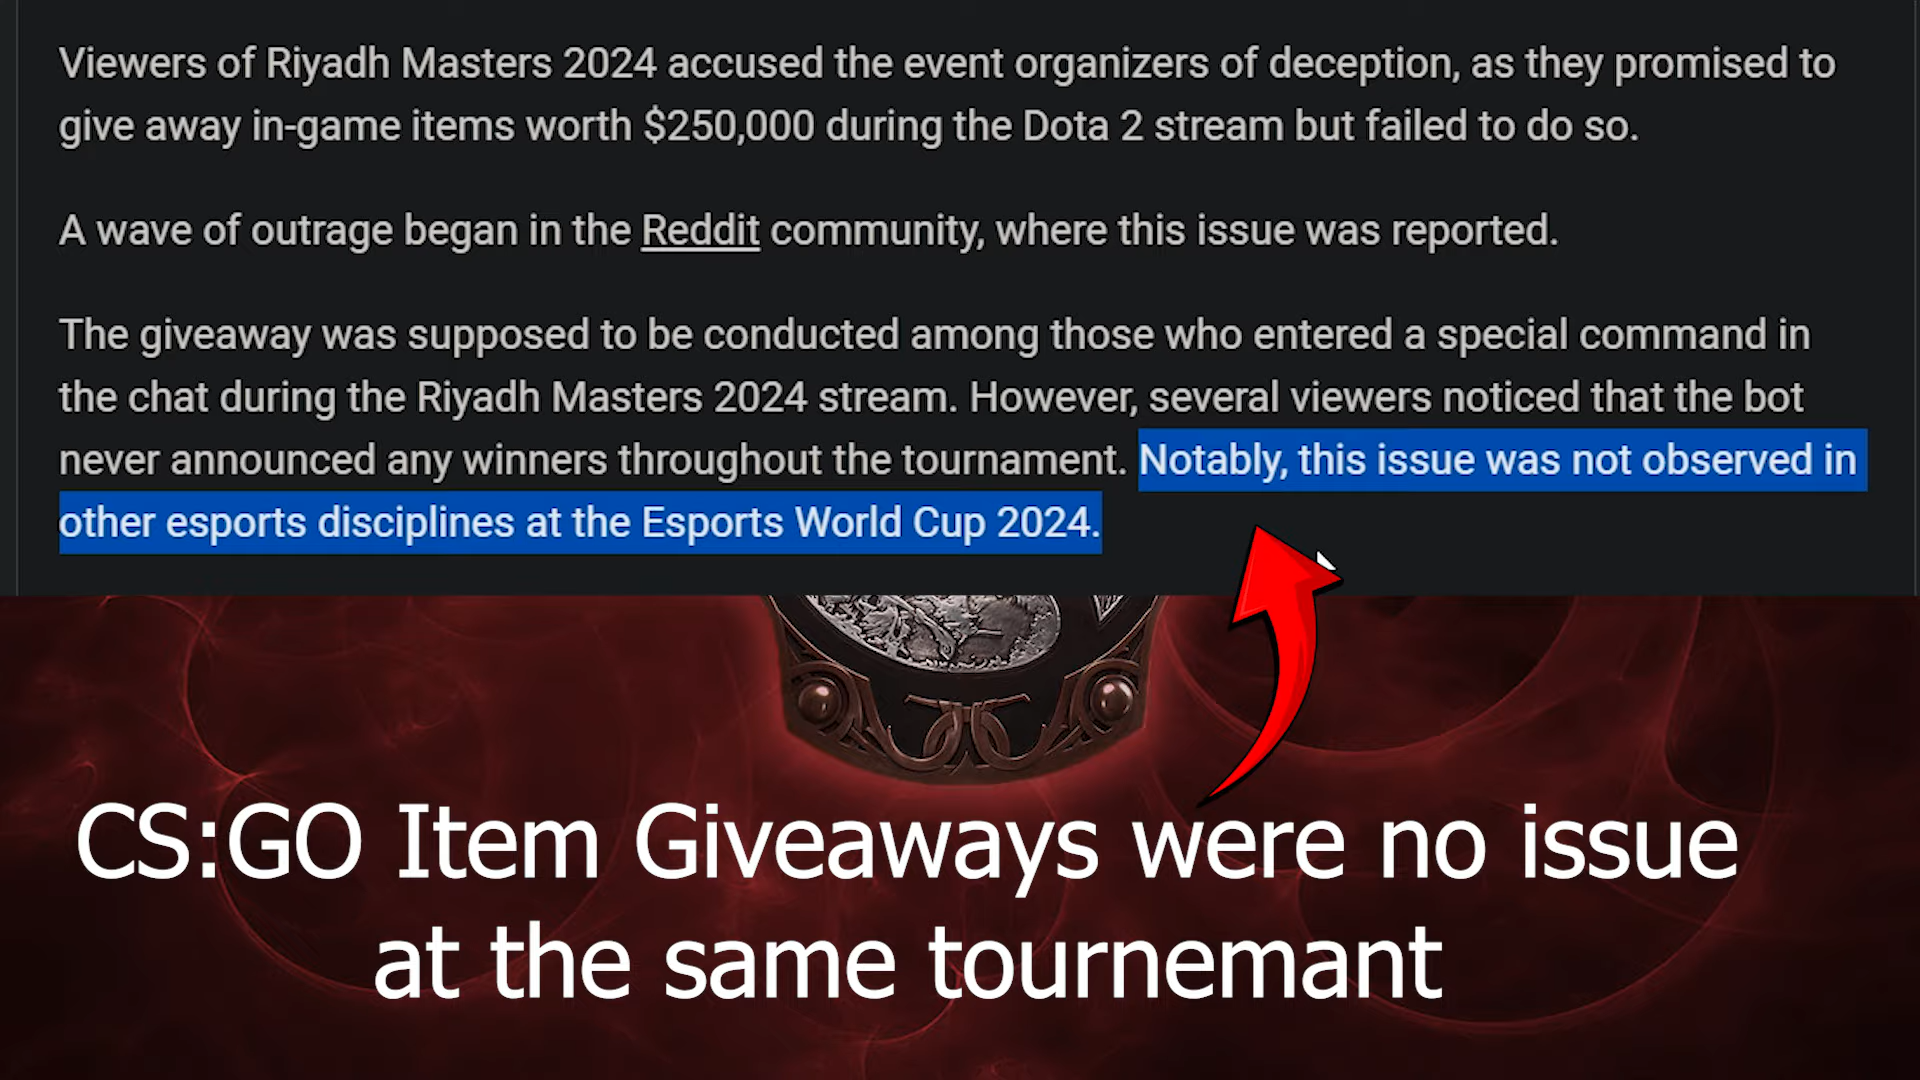 Viewers of Riyadh Masters 2024 accused the event organizers of deception, as they promised to
give away in-game items worth $250,000 during the Dota 2 stream but failed to do so.
A wave of outrage began in the Reddit community, where this issue was reported.
The giveaway was supposed to be conducted among those who entered a special command in
the chat during the Riyadh Masters 2024 stream. However, several viewers noticed that the bot
never announced any winners throughout the tournament. Notably, this issue was not observed in
other esports disciplines at the Esports World Cup 2024.
CS:GO Item Giveaways were no issue
at the same tournemant